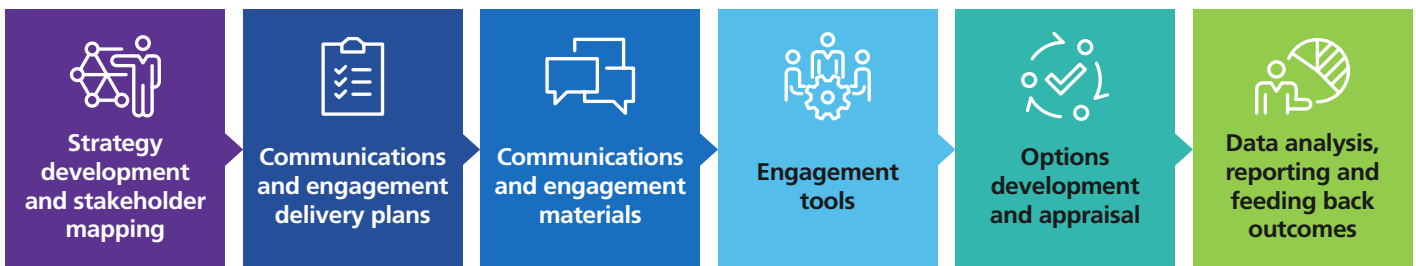 Strategy
development
and stakeholder
mapping
Communications
and engagement
delivery plans
Communications
and engagement
materials
Engagement
tools
Options
development
and appraisal
Data analysis,
reporting and
feeding back
outcomes